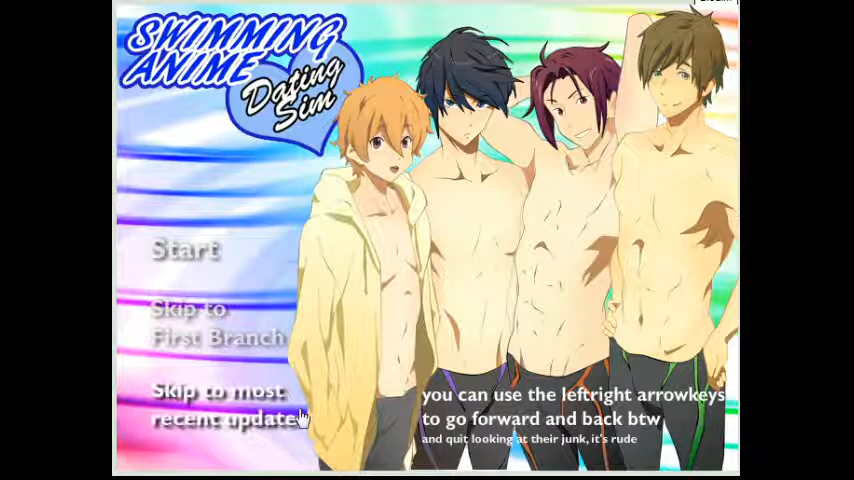 SWIMMING
ANIME
Dating
Sim
Start
Skip to
First Branch
Skip to most
recent update
you can use the leftright arrowkeys
to go forward and back btw
and quit looking at their junk, it's rude